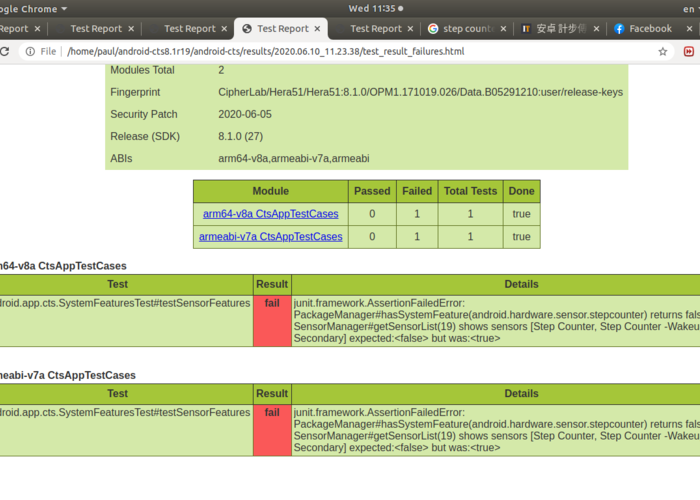 ogle Chrome
Wed 11:35
en
Report
Test Report
Test Report
Test Report
Test Report
step count
安卓 計步
Facebook
File
/home/paul/android-cts8.1r19/android-cts/results/2020.06.10_11.23.38/test_result_failures.html
Modules Total 2
Fingerprint CipherLab/Hera51/Hera51:8.1.0/OPM1.171019.026/Data.B05291210:user/release-keys
Security Patch 2020-06-05
Release (SDK) 8.1.0 (27)
ABIs arm64-v8a,armeabi-v7a,armeabi
Module Passed Failed Total Tests Done
arm64-v8a CtsAppTestCases 0 1 1 true
armeabi-v7a CtsAppTestCases 0 1 1 true
m64-v8a CtsAppTestCases
Test Result Details
droid.app.cts.SystemFeaturesTest#testSensorFeatures fail junit.framework.AssertionFailedError:
PackageManager#hasSystemFeature(android.hardware.sensor.stepcounter) returns fals
SensorManager#getSensorList(19) shows sensors [Step Counter, Step Counter -Wakeu
Secondary] expected:<false> but was:<true>
meabi-v7a CtsAppTestCases
Test Result Details
droid.app.cts.SystemFeaturesTest#testSensorFeatures fail junit.framework.AssertionFailedError:
PackageManager#hasSystemFeature(android.hardware.sensor.stepcounter) returns fals
SensorManager#getSensorList(19) shows sensors [Step Counter, Step Counter -Wakeu
Secondary] expected:<false> but was:<true>